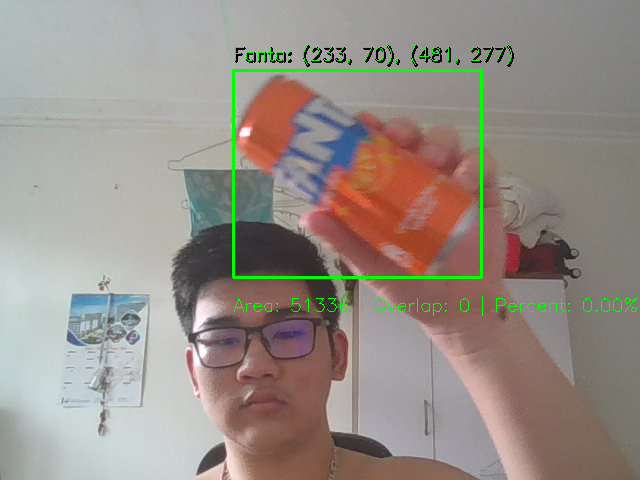 Fanta: (233, 70), (481, 277)
FANT
Area: 51336 | Overlap: 0 | Percent: 0.00%